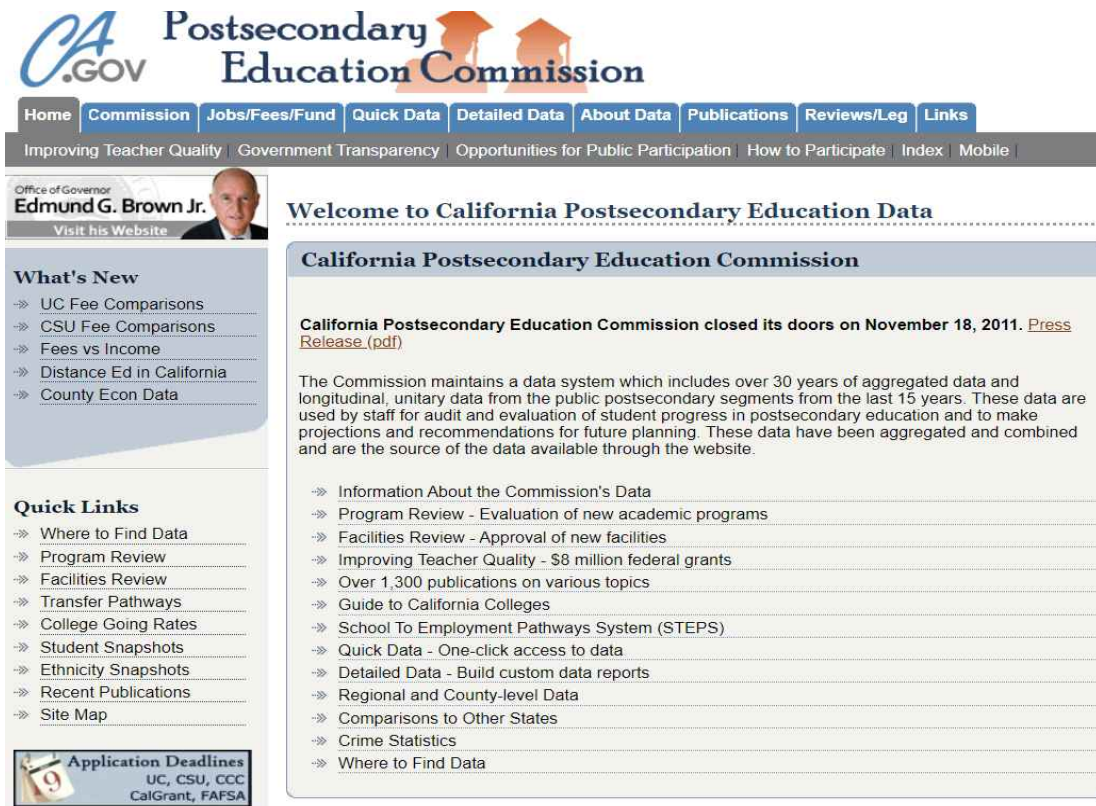 CA
.GOV
Postsecondary
Education Commission
Home Commission Jobs/Fees/Fund Quick Data Detailed Data About Data Publications Reviews/Leg Links
Improving Teacher Quality | Government Transparency | Opportunities for Public Participation | How to Participate | Index | Mobile |
Office of Governor
Edmund G. Brown Jr.
Visit his Website
What's New
UC Fee Comparisons
CSU Fee Comparisons
Fees vs Income
Distance Ed in California
County Econ Data
Quick Links
Where to Find Data
Program Review
Facilities Review
Transfer Pathways
College Going Rates
Student Snapshots
Ethnicity Snapshots
Recent Publications
Site Map
9
Application Deadlines
UC, CSU, CCC
CalGrant, FAFSA
Welcome to California Postsecondary Education Data
California Postsecondary Education Commission
California Postsecondary Education Commission closed its doors on November 18, 2011. Press
Release (pdf)
The Commission maintains a data system which includes over 30 years of aggregated data and
longitudinal, unitary data from the public postsecondary segments from the last 15 years. These data are
used by staff for audit and evaluation of student progress in postsecondary education and to make
projections and recommendations for future planning. These data have been aggregated and combined
and are the source of the data available through the website.
Information About the Commission's Data
Program Review - Evaluation of new academic programs
Facilities Review - Approval of new facilities
Improving Teacher Quality - $8 million federal grants
Over 1,300 publications on various topics
Guide to California Colleges
School To Employment Pathways System (STEPS)
Quick Data - One-click access to data
Detailed Data - Build custom data reports
Regional and County-level Data
Comparisons to Other States
Crime Statistics
Where to Find Data